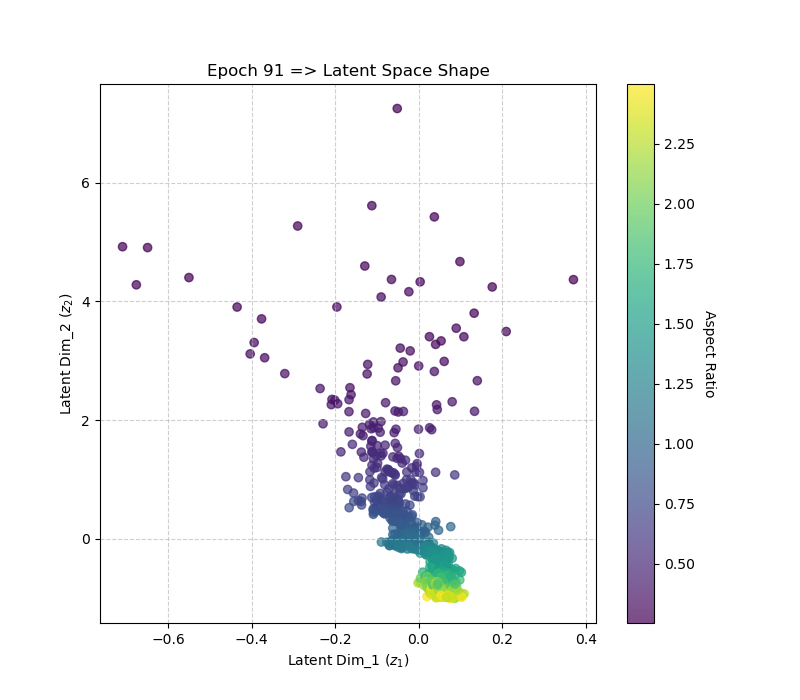 Epoch 91 => Latent Space Shape
Latent Dim_2 (z₂)
6
4
2
0
−0.6 −0.4 −0.2 0.0 0.2 0.4
Latent Dim_1 (z₁)
2.25
2.00
1.75
1.50
1.25
1.00
0.75
0.50
Aspect Ratio